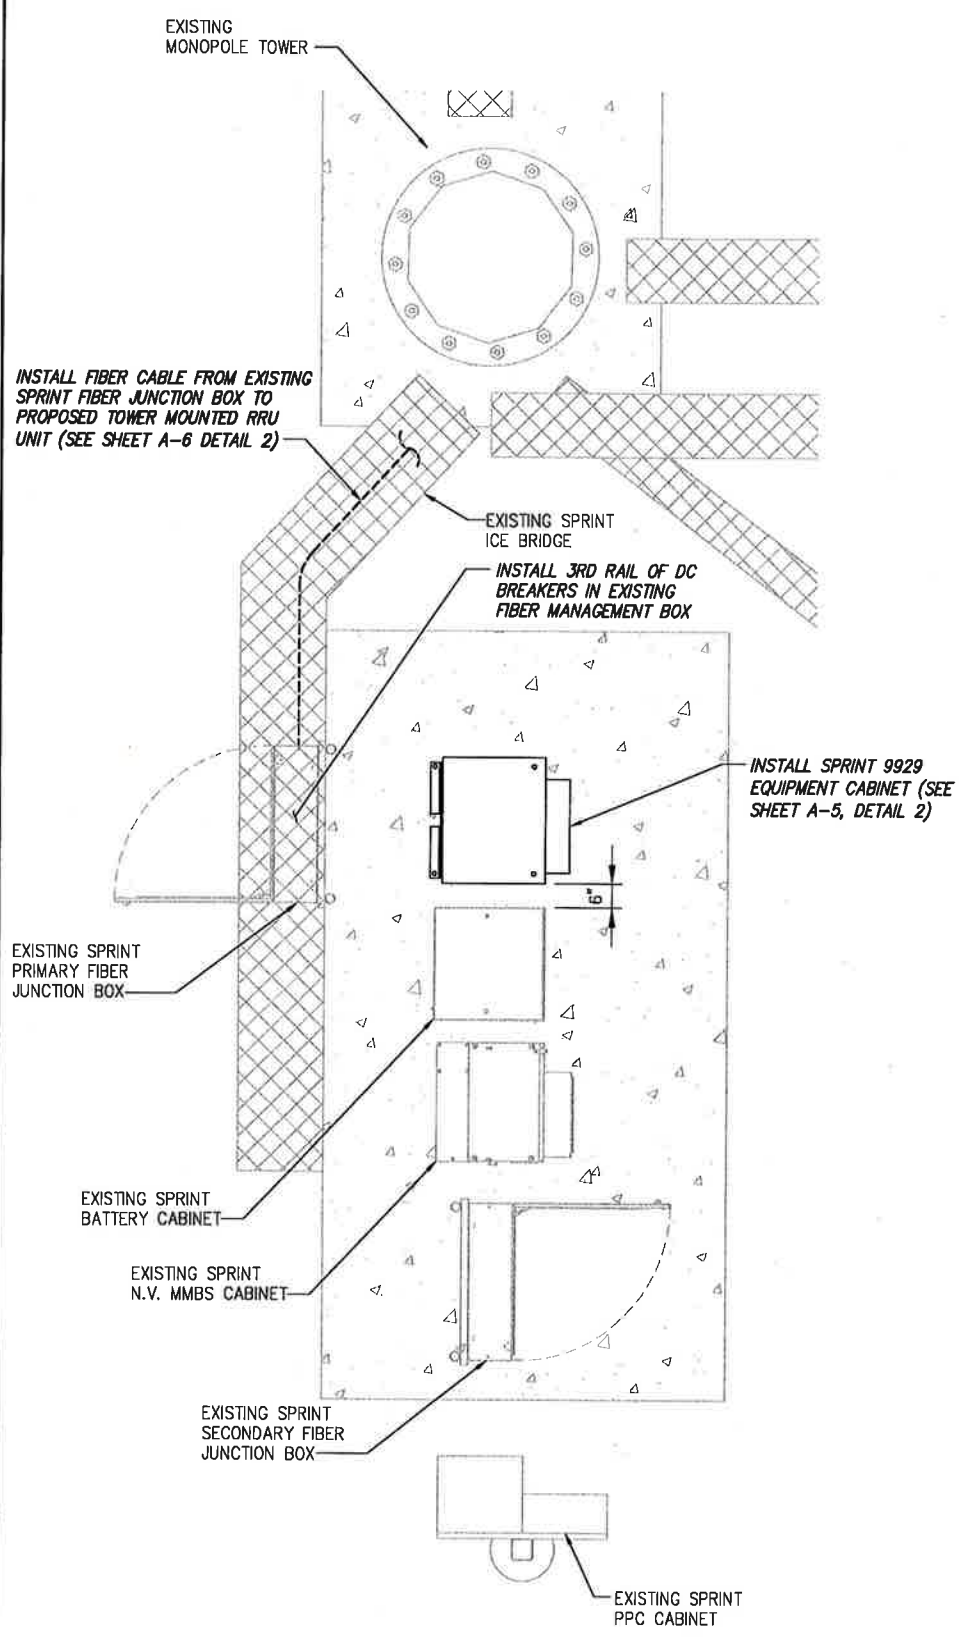 EXISTING
MONOPOLE TOWER
INSTALL FIBER CABLE FROM EXISTING
SPRINT FIBER JUNCTION BOX TO
PROPOSED TOWER MOUNTED RRU
UNIT (SEE SHEET A-6 DETAIL 2)
EXISTING SPRINT
ICE BRIDGE
INSTALL 3RD RAIL OF DC
BREAKERS IN EXISTING
FIBER MANAGEMENT BOX
INSTALL SPRINT 9929
EQUIPMENT CABINET (SEE
SHEET A-5, DETAIL 2)
6"
EXISTING SPRINT
PRIMARY FIBER
JUNCTION BOX
EXISTING SPRINT
BATTERY CABINET
EXISTING SPRINT
N.V. MMBS CABINET
EXISTING SPRINT
SECONDARY FIBER
JUNCTION BOX
EXISTING SPRINT
PPC CABINET